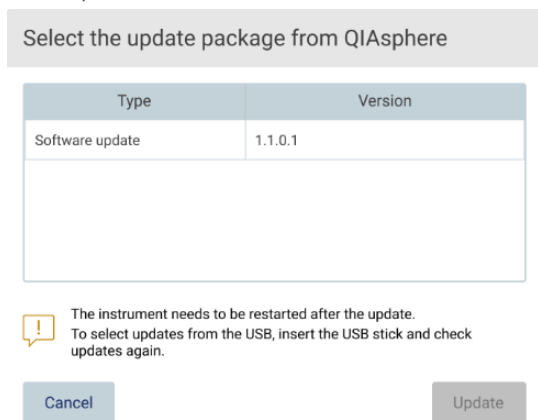 Select the update package from QIAsphere
Type Version
Software update 1.1.0.1
The instrument needs to be restarted after the update.
To select updates from the USB, insert the USB stick and check
updates again.
Cancel Update